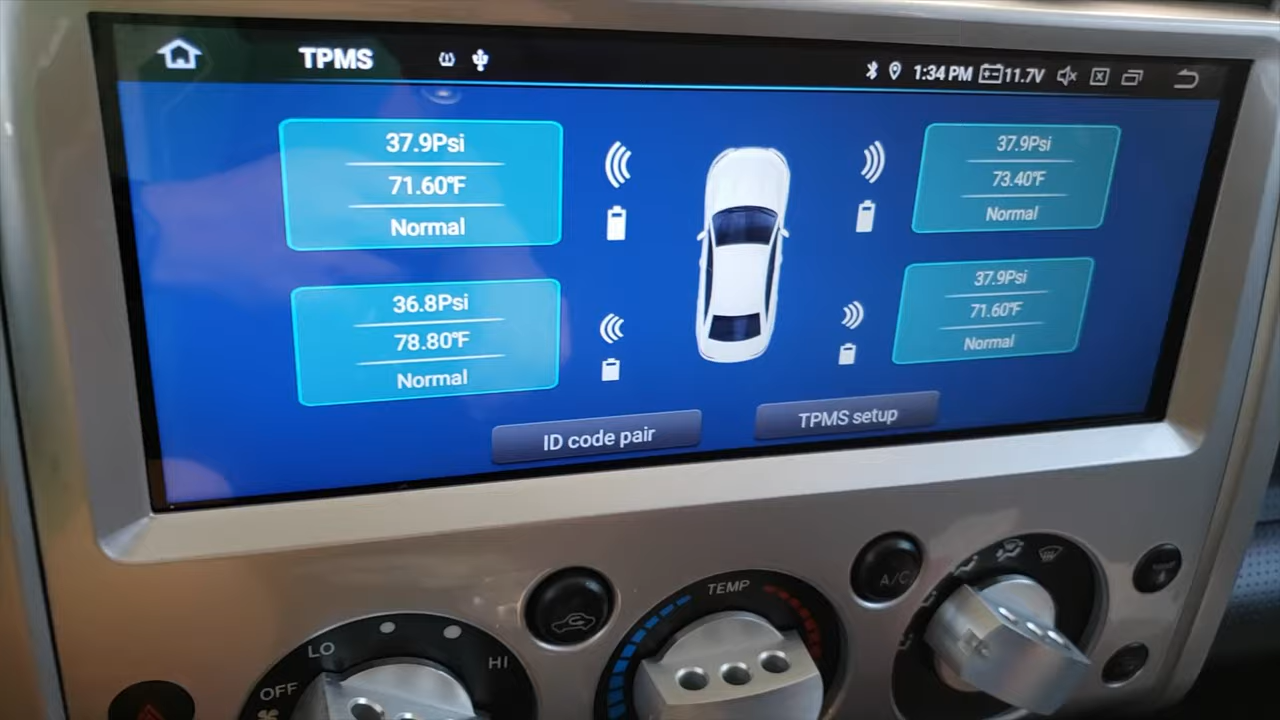 TPMS
1:34 PM 11.7V
37.9Psi
71.60°F
Normal
37.9Psi
73.40°F
Normal
36.8Psi
78.80°F
Normal
37.9Psi
71.60°F
Normal
ID code pair
TPMS setup
TEMP
A/C
LO
HI
OFF